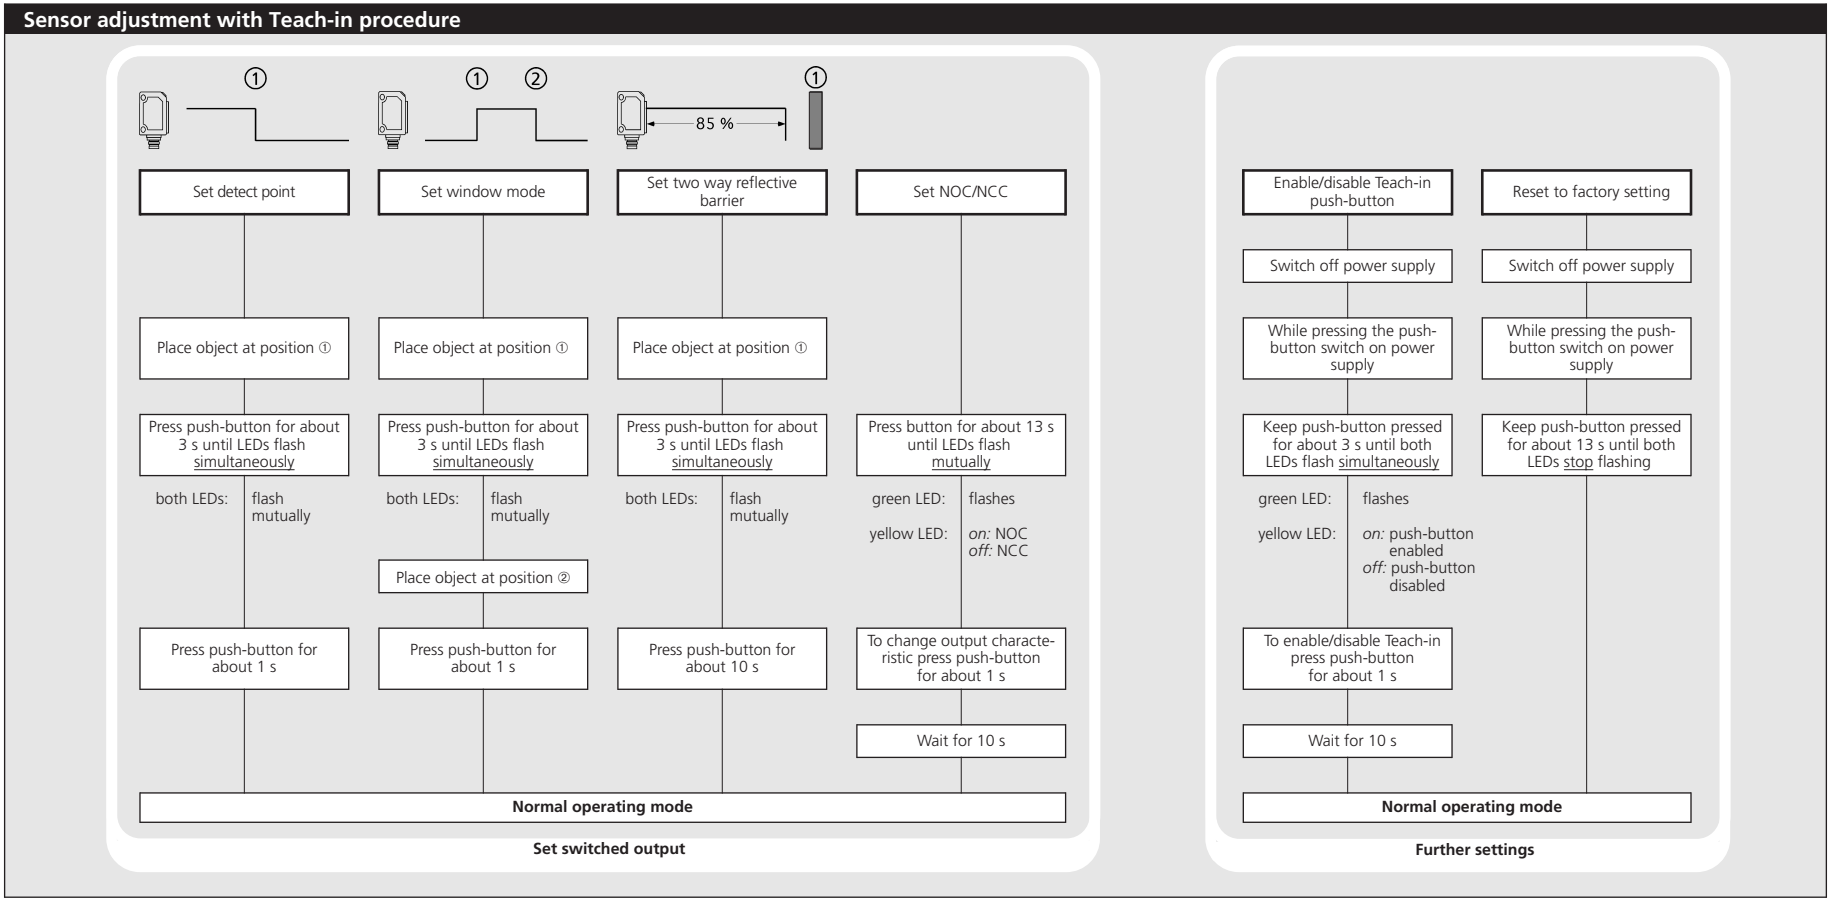 Sensor adjustment with Teach-in procedure
①
① ②
①
85 %
Set detect point
Set window mode
Set two way reflective
barrier
Set NOC/NCC
Enable/disable Teach-in
push-button
Reset to factory setting
Switch off power supply
Switch off power supply
Place object at position ①
Place object at position ①
Place object at position ①
While pressing the push-
button switch on power
supply
While pressing the push-
button switch on power
supply
Press push-button for about
3 s until LEDs flash
simultaneously
Press push-button for about
3 s until LEDs flash
simultaneously
Press push-button for about
3 s until LEDs flash
simultaneously
Press button for about 13 s
until LEDs flash
mutually
Keep push-button pressed
for about 3 s until both
LEDs flash simultaneously
Keep push-button pressed
for about 13 s until both
LEDs stop flashing
both LEDs: flash
mutually
both LEDs: flash
mutually
both LEDs: flash
mutually
green LED: flashes
yellow LED: on: NOC
off: NCC
green LED: flashes
yellow LED: on: push-button
enabled
off: push-button
disabled
Place object at position ②
Press push-button for
about 1 s
Press push-button for
about 1 s
Press push-button for
about 10 s
To change output characte-
ristic press push-button
for about 1 s
To enable/disable Teach-in
press push-button
for about 1 s
Wait for 10 s
Wait for 10 s
Normal operating mode
Normal operating mode
Set switched output
Further settings